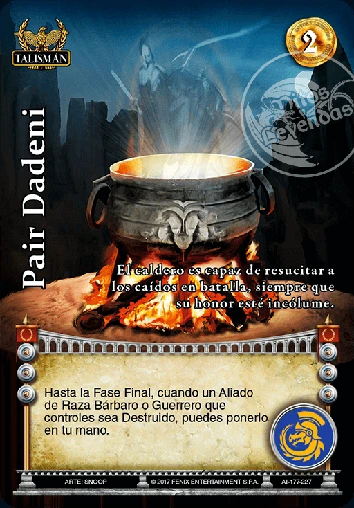 TALISMÁN
2
Pair Dadeni
El caldero es capaz de resucitar a
los caídos en batalla, siempre que
su honor esté incólume.
Hasta la Fase Final, cuando un Aliado
de Raza Bárbaro o Guerrero que
controles sea Destruido, puedes ponerlo
en tu mano.
ARTE: SNOOP
© 2017 FENIX ENTERTAINMENT S.P.A.